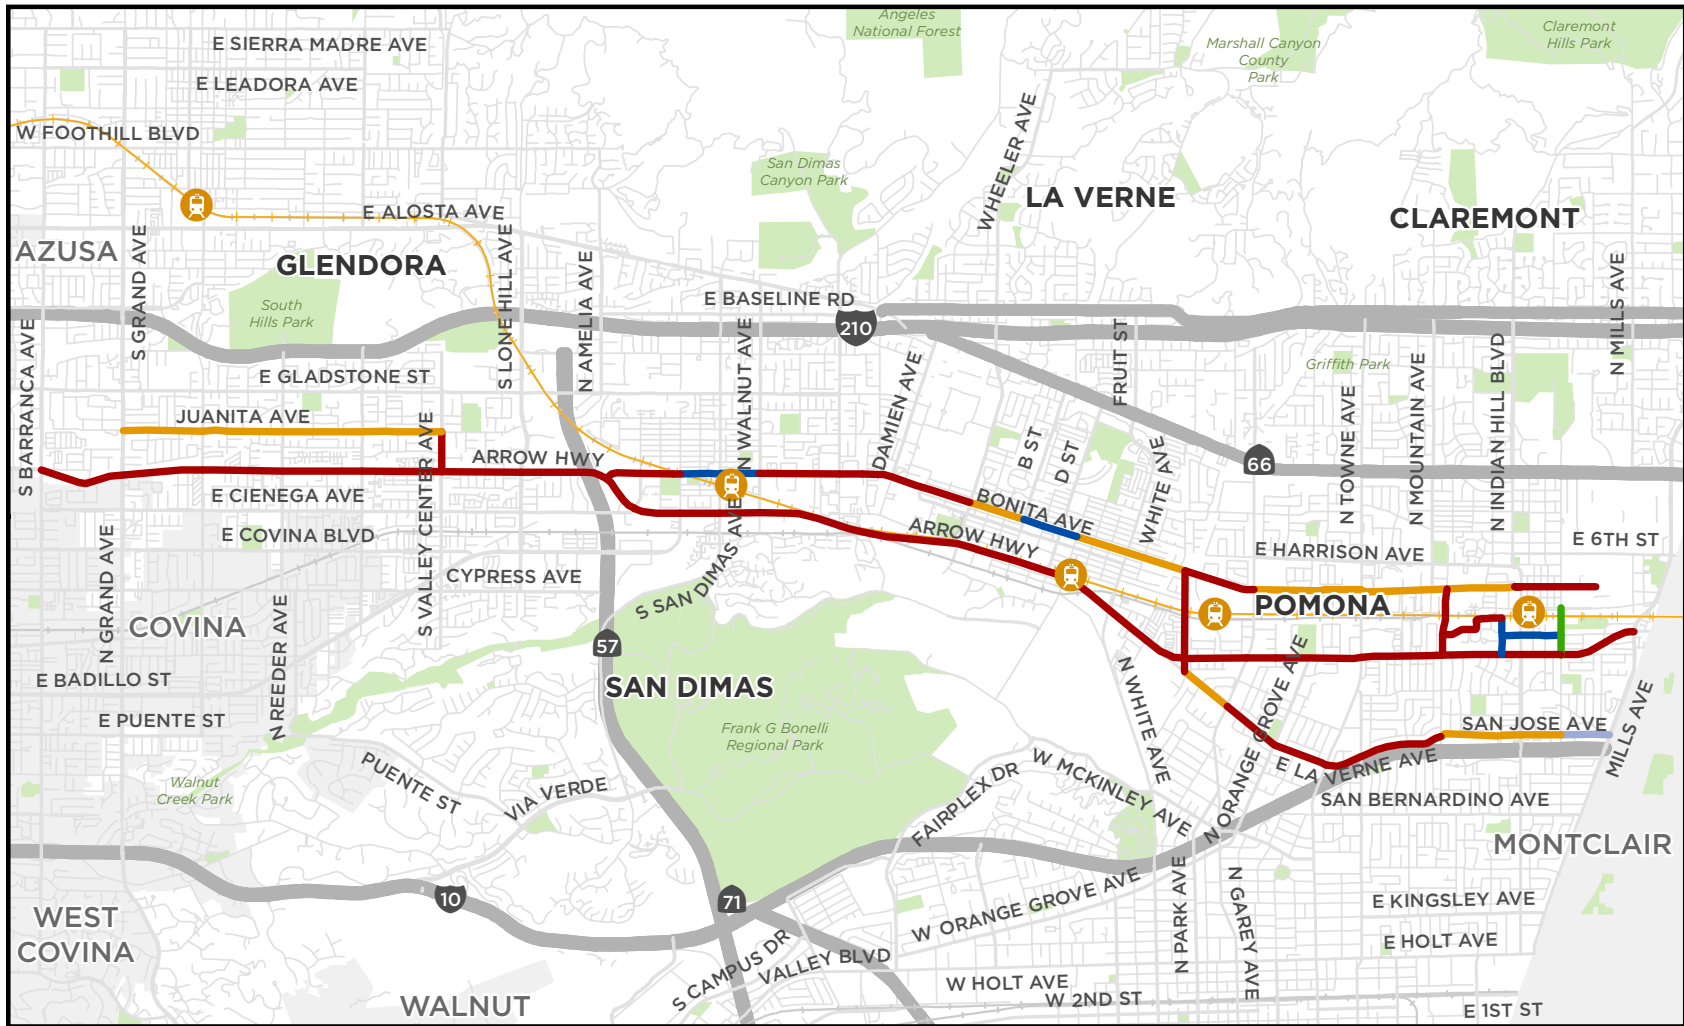 Angeles
National Forest
Claremont
Hills Park
E SIERRA MADRE AVE
Marshall Canyon
County
Park
E LEADORA AVE
W FOOTHILL BLVD
WHEELER AVE
San Dimas
Canyon Park
LA VERNE
E ALOSTA AVE
CLAREMONT
AZUSA
S GRAND AVE
GLENDORA
S LONE HILL AVE
N AMELIA AVE
N MILLS AVE
South
Hills Park
E BASELINE RD
210
S BARRANCA AVE
N WALNUT AVE
FRUIT ST
DAMIEN AVE
Griffith Park
N MOUNTAIN AVE
N INDIAN HILL BLVD
E GLADSTONE ST
N TOWNE AVE
JUANITA AVE
S VALLEY CENTER AVE
B ST
D ST
WHITE AVE
ARROW HWY
66
E CIENEGA AVE
BONITA AVE
E COVINA BLVD
ARROW HWY
E HARRISON AVE
E 6TH ST
N GRAND AVE
CYPRESS AVE
S SAN DIMAS AVE
COVINA
N REEDER AVE
POMONA
57
E BADILLO ST
SAN DIMAS
N WHITE AVE
N ORANGE GROVE AVE
E PUENTE ST
Frank G Bonelli
Regional Park
SAN JOSE AVE
MILLS AVE
PUENTE ST
W MCKINLEY AVE
E LA VERNE AVE
Walnut
Creek Park
VIA VERDE
FAIRPLEX DR
SAN BERNARDINO AVE
MONTCLAIR
10
71
W ORANGE GROVE AVE
N PARK AVE
N GAREY AVE
E KINGSLEY AVE
WEST
COVINA
E HOLT AVE
S CAMPUS DR
VALLEY BLVD
W HOLT AVE
WALNUT
W 2ND ST
E 1ST ST